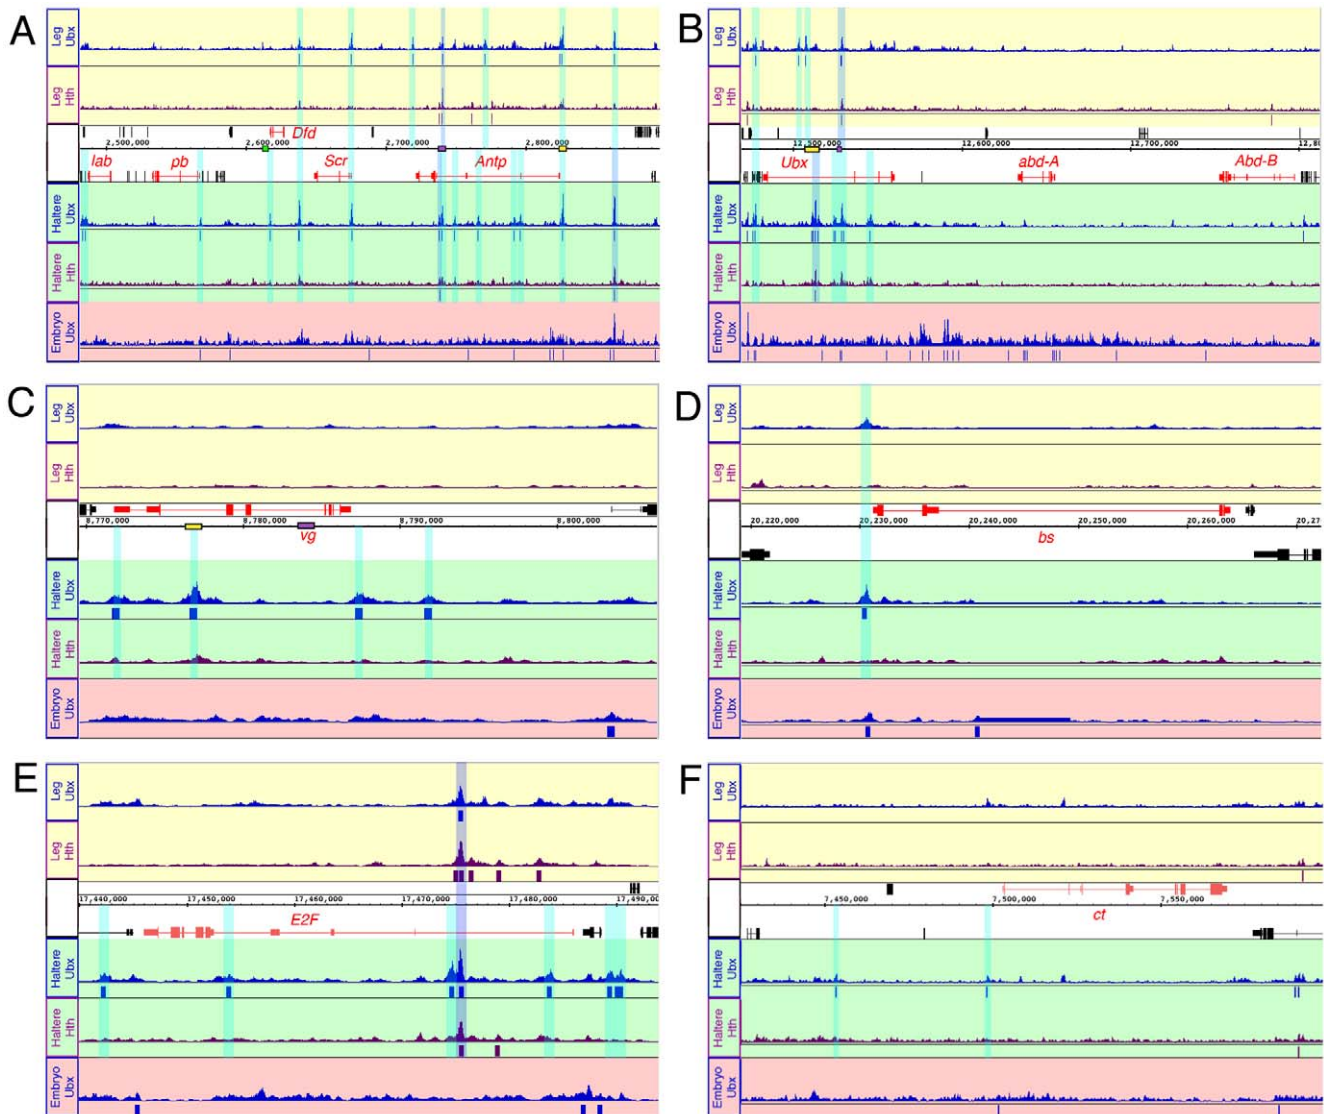 A
Leg
Ubx
Leg
Hth
Dfd
2,500,000 2,600,000 2,700,000 2,800,000
lab pb Scr Antp
Haltere
Ubx
Haltere
Hth
Embryo
Ubx
B
Leg
Ubx
Leg
Hth
12,600,000 12,700,000
Ubx abd-A Abd-B
Haltere
Ubx
Haltere
Hth
Embryo
Ubx
C
Leg
Ubx
Leg
Hth
8,770,000 8,780,000 8,790,000 8,800,000
vg
Haltere
Ubx
Haltere
Hth
Embryo
Ubx
D
Leg
Ubx
Leg
Hth
20,220,000 20,230,000 20,240,000 20,250,000 20,260,000 20,27
bs
Haltere
Ubx
Haltere
Hth
Embryo
Ubx
E
Leg
Ubx
Leg
Hth
17,440,000 17,450,000 17,460,000 17,470,000 17,480,000 17,490,000
E2F
Haltere
Ubx
Haltere
Hth
Embryo
Ubx
F
Leg
Ubx
Leg
Hth
7,450,000 7,500,000 7,550,000
ct
Haltere
Ubx
Haltere
Hth
Embryo
Ubx